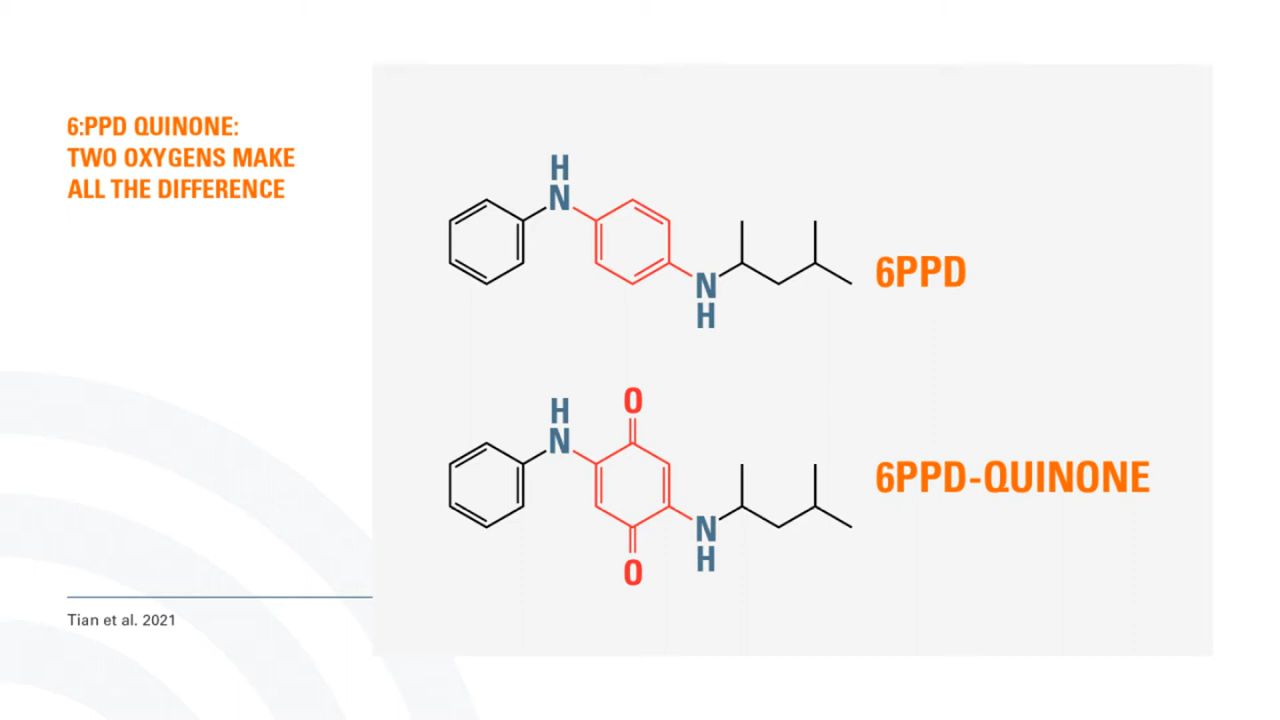 6:PPD QUINONE:
TWO OXYGENS MAKE
ALL THE DIFFERENCE
H
N
N
H
6PPD
O
H
N
N
H
O
6PPD-QUINONE
Tian et al. 2021